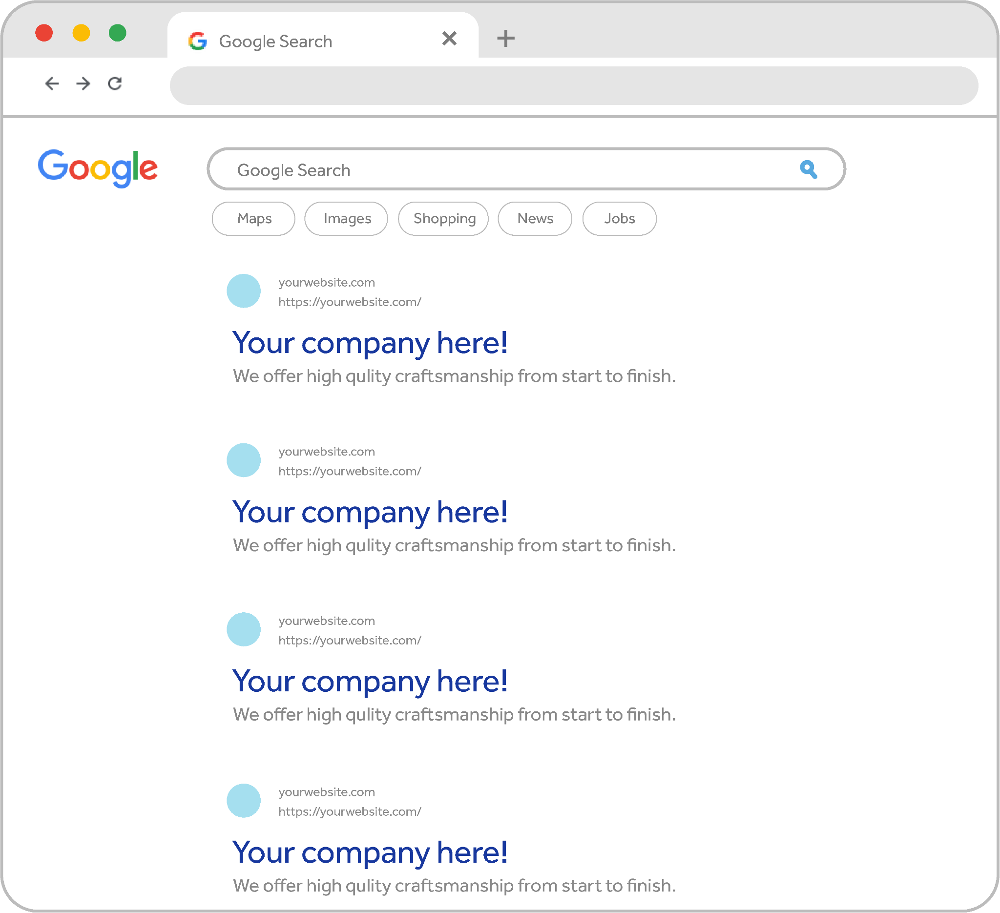 Google Search
Google
Google Search
Maps Images Shopping News Jobs
yourwebsite.com
https://yourwebsite.com/
Your company here!
We offer high qulity craftsmanship from start to finish.
yourwebsite.com
https://yourwebsite.com/
Your company here!
We offer high qulity craftsmanship from start to finish.
yourwebsite.com
https://yourwebsite.com/
Your company here!
We offer high qulity craftsmanship from start to finish.
yourwebsite.com
https://yourwebsite.com/
Your company here!
We offer high qulity craftsmanship from start to finish.